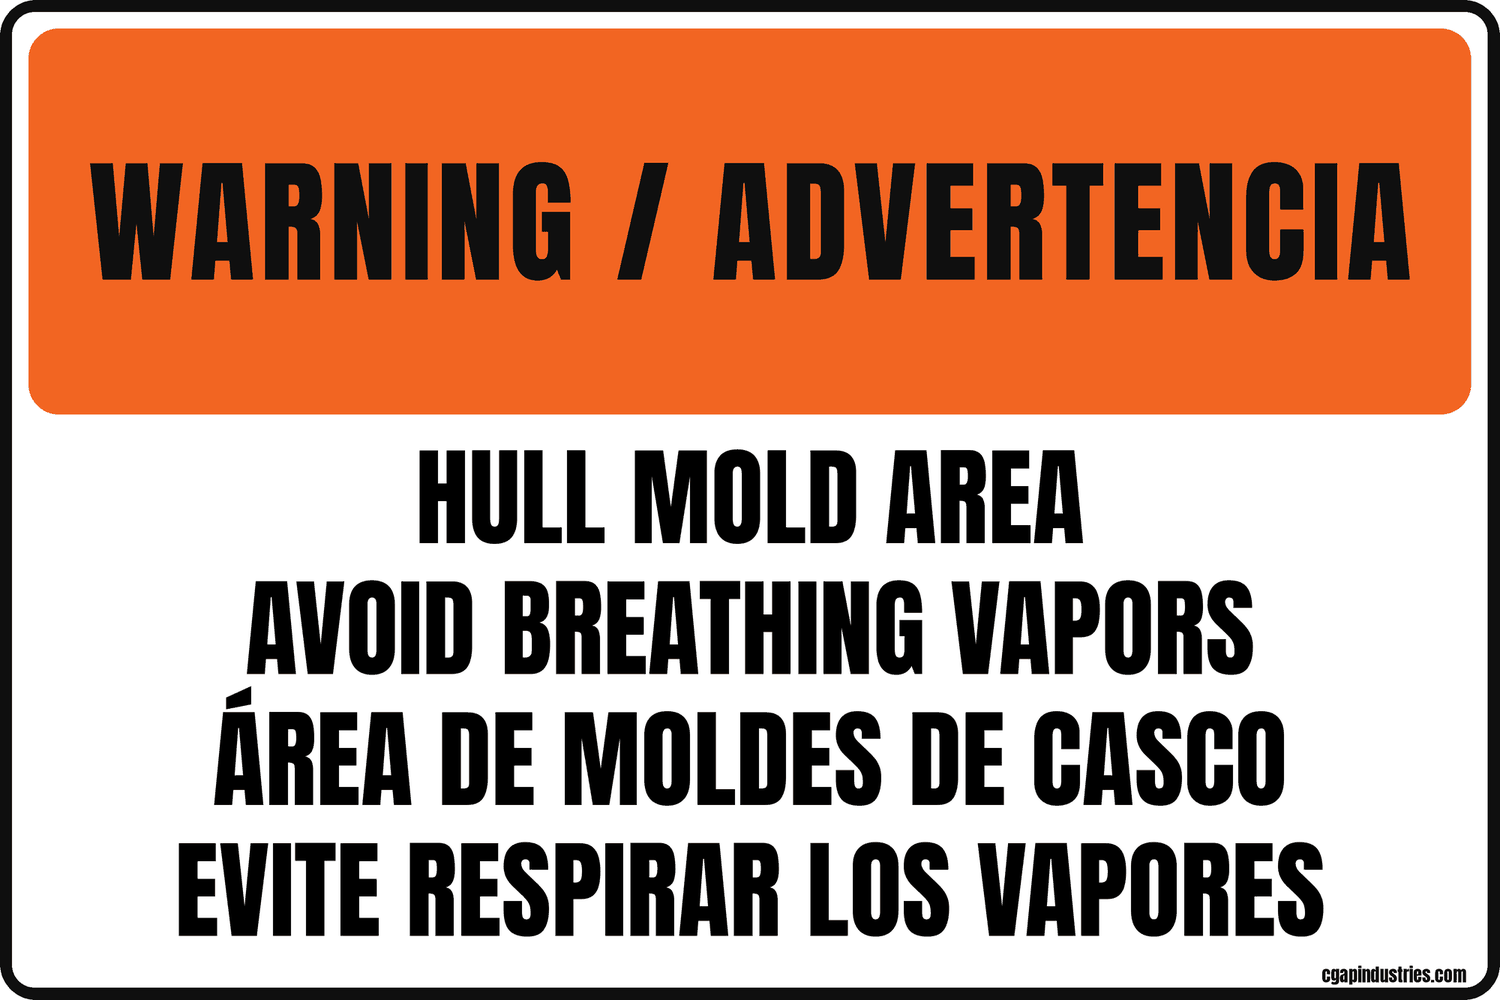 WARNING / ADVERTENCIA
HULL MOLD AREA
AVOID BREATHING VAPORS
ÁREA DE MOLDES DE CASCO
EVITE RESPIRAR LOS VAPORES
cgapindustries.com